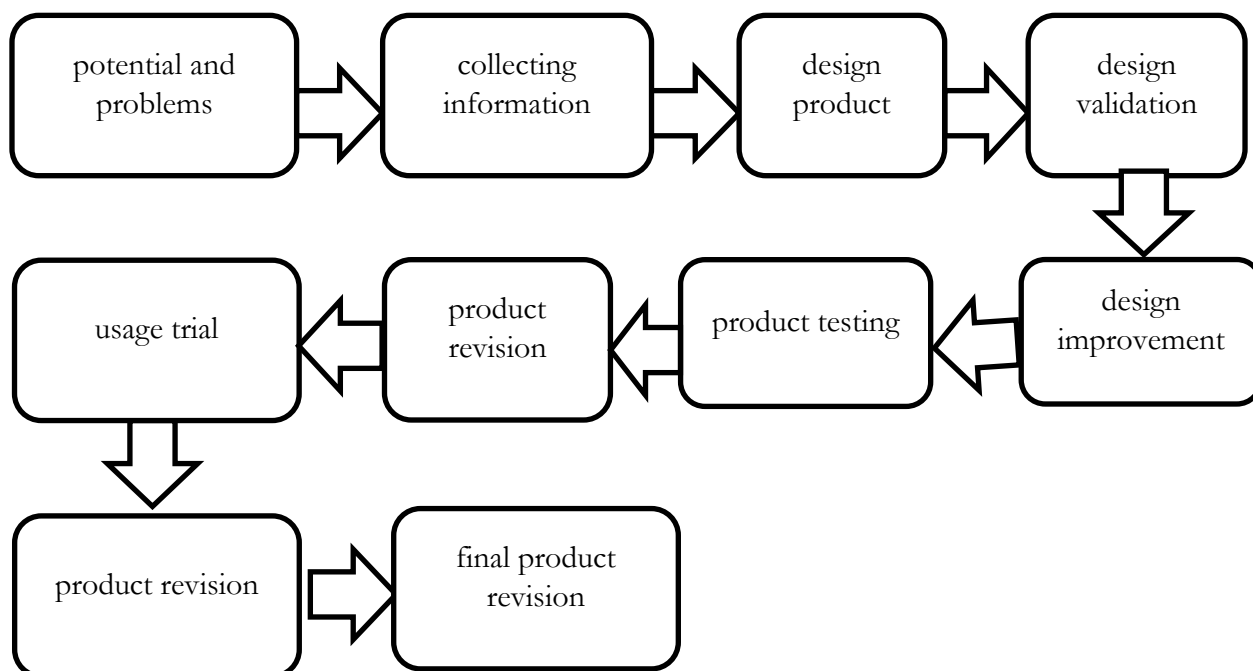 potential and
problems
collecting
information
design
product
design
validation
design
improvement
product testing
product
revision
usage trial
product revision
final product
revision